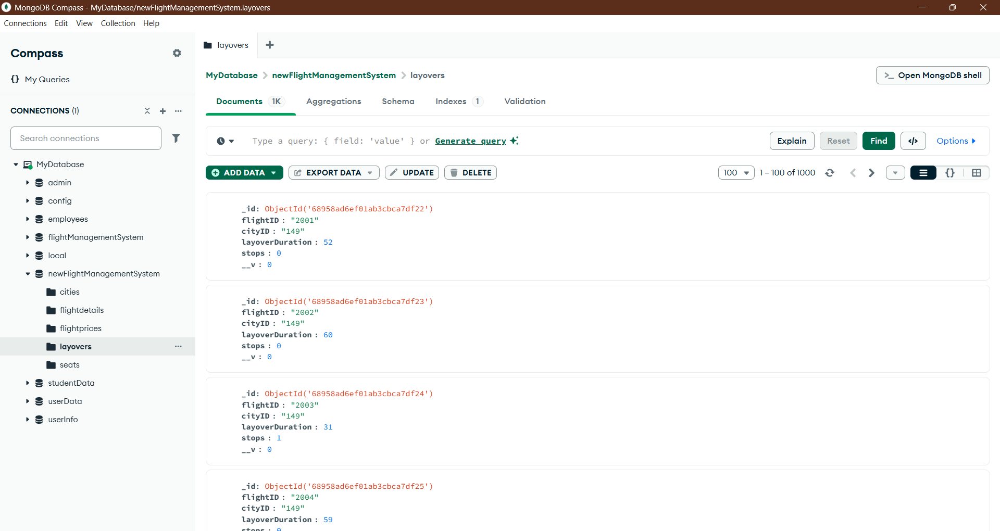 MongoDB Compass - MyDatabase/newFlightManagementSystem.layovers
Connections Edit View Collection Help
Compass
{} My Queries
CONNECTIONS (1)
Search connections
MyDatabase
admin
config
employees
flightManagementSystem
local
newFlightManagementSystem
cities
flightdetails
flightprices
layovers
seats
studentData
userData
userInfo
layovers
MyDatabase > newFlightManagementSystem > layovers
>_ Open MongoDB shell
Documents 1K Aggregations Schema Indexes 1 Validation
Type a query: { field: 'value' } or Generate query
Explain Reset Find </> Options
ADD DATA EXPORT DATA UPDATE DELETE
100 1 – 100 of 1000 {}
_id: ObjectId('68958ad6ef01ab3cbca7df22')
flightID : "2001"
cityID : "149"
layoverDuration : 52
stops : 0
__v : 0
_id: ObjectId('68958ad6ef01ab3cbca7df23')
flightID : "2002"
cityID : "149"
layoverDuration : 60
stops : 0
__v : 0
_id: ObjectId('68958ad6ef01ab3cbca7df24')
flightID : "2003"
cityID : "149"
layoverDuration : 31
stops : 1
__v : 0
_id: ObjectId('68958ad6ef01ab3cbca7df25')
flightID : "2004"
cityID : "149"
layoverDuration : 59
stops : 0